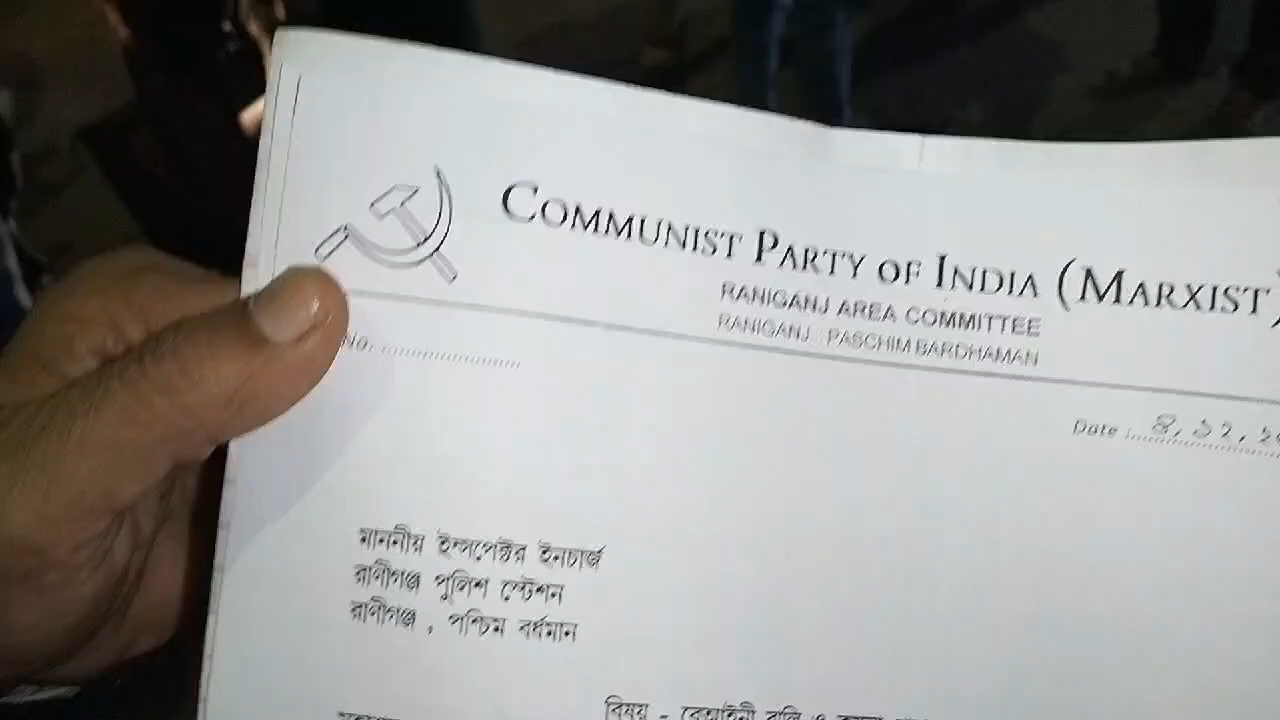 COMMUNIST PARTY OF INDIA (MARXIST)
RANIGANJ AREA COMMITTEE
RANIGANJ : PASCHIM BARDHAMAN
No. ......................
Date :
মাননীয় ইন্সপেক্টর ইনচার্জ
রাণীগঞ্জ পুলিশ স্টেশন
রাণীগঞ্জ , পশ্চিম বর্ধমান
বিষয় -